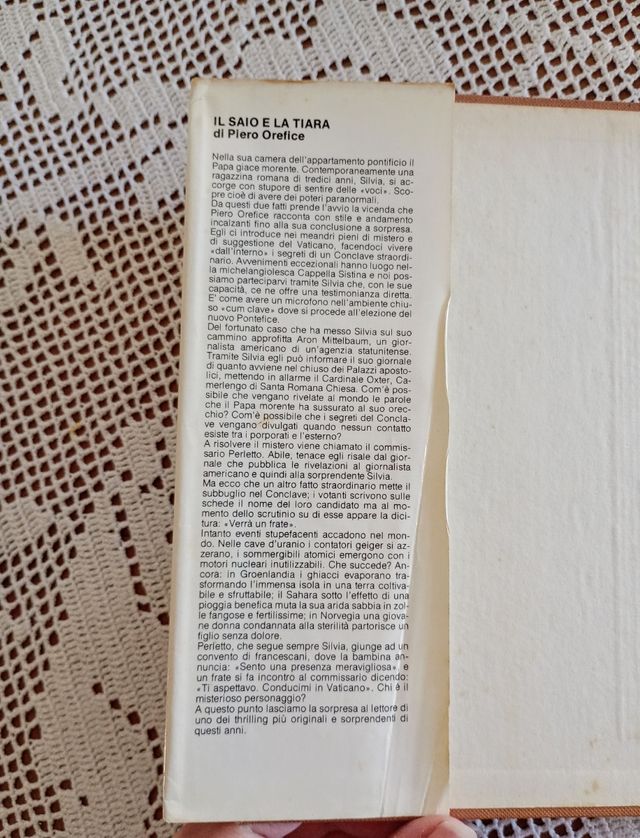 IL SAIO E LA TIARA
di Piero Orefice
Nella sua camera dell'appartamento pontificio il
Papa giace morente. Contemporaneamente una
ragazzina romana di tredici anni, Silvia, si ac-
corge con stupore di sentire delle «voci». Sco-
pre cioè di avere dei poteri paranormali.
Da questi due fatti prende l'avvio la vicenda che
Piero Orefice racconta con stile e andamento
incalzanti fino alla sua conclusione a sorpresa.
Egli ci introduce nei meandri pieni di mistero e
di suggestione del Vaticano, facendoci vivere
«dall'interno» i segreti di un Conclave straordi-
nario. Avvenimenti eccezionali hanno luogo nel-
la michelangiolesca Cappella Sistina e noi pos-
siamo parteciparvi tramite Silvia che, con le sue
capacità, ce ne offre una testimonianza diretta.
E' come avere un microfono nell'ambiente chiu-
so «cum clave» dove si procede all'elezione del
nuovo Pontefice.
Del fortunato caso che ha messo Silvia sul suo
cammino approfitta Aron Mittelbaum, un gior-
nalista americano di un'agenzia statunitense.
Tramite Silvia egli può informare il suo giornale
di quanto avviene nel chiuso dei Palazzi aposto-
lici, mettendo in allarme il Cardinale Oxter, Ca-
merlengo di Santa Romana Chiesa. Com'è pos-
sibile che vengano rivelate al mondo le parole
che il Papa morente ha sussurato al suo orec-
chio? Com'è possibile che i segreti del Concla-
ve vengano divulgati quando nessun contatto
esiste tra i porporati e l'esterno?
A risolvere il mistero viene chiamato il commis-
sario Perletto. Abile, tenace egli risale dal gior-
nale che pubblica le rivelazioni al giornalista
americano e quindi alla sorprendente Silvia.
Ma ecco che un altro fatto straordinario mette il
subbuglio nel Conclave; i votanti scrivono sulle
schede il nome del loro candidato ma al mo-
mento dello scrutinio su di esse appare la dici-
tura: «Verrà un frate».
Intanto eventi stupefacenti accadono nel mon-
do. Nelle cave d'uranio i contatori geiger si az-
zerano, i sommergibili atomici emergono con i
motori nucleari inutilizzabili. Che succede? An-
cora: in Groenlandia i ghiacci evaporano tra-
sformando l'immensa isola in una terra coltiva-
bile e sfruttabile; il Sahara sotto l'effetto di una
pioggia benefica muta la sua arida sabbia in zol-
le fangose e fertilissime; in Norvegia una giova-
ne donna condannata alla sterilità partorisce un
figlio senza dolore.
Perletto, che segue sempre Silvia, giunge ad un
convento di francescani, dove la bambina an-
nuncia: «Sento una presenza meravigliosa», e
un frate si fa incontro al commissario dicendo:
«Ti aspettavo. Conducimi in Vaticano». Chi è il
misterioso personaggio?
A questo punto lasciamo la sorpresa al lettore di
uno dei thrilling più originali e sorprendenti di
questi anni.